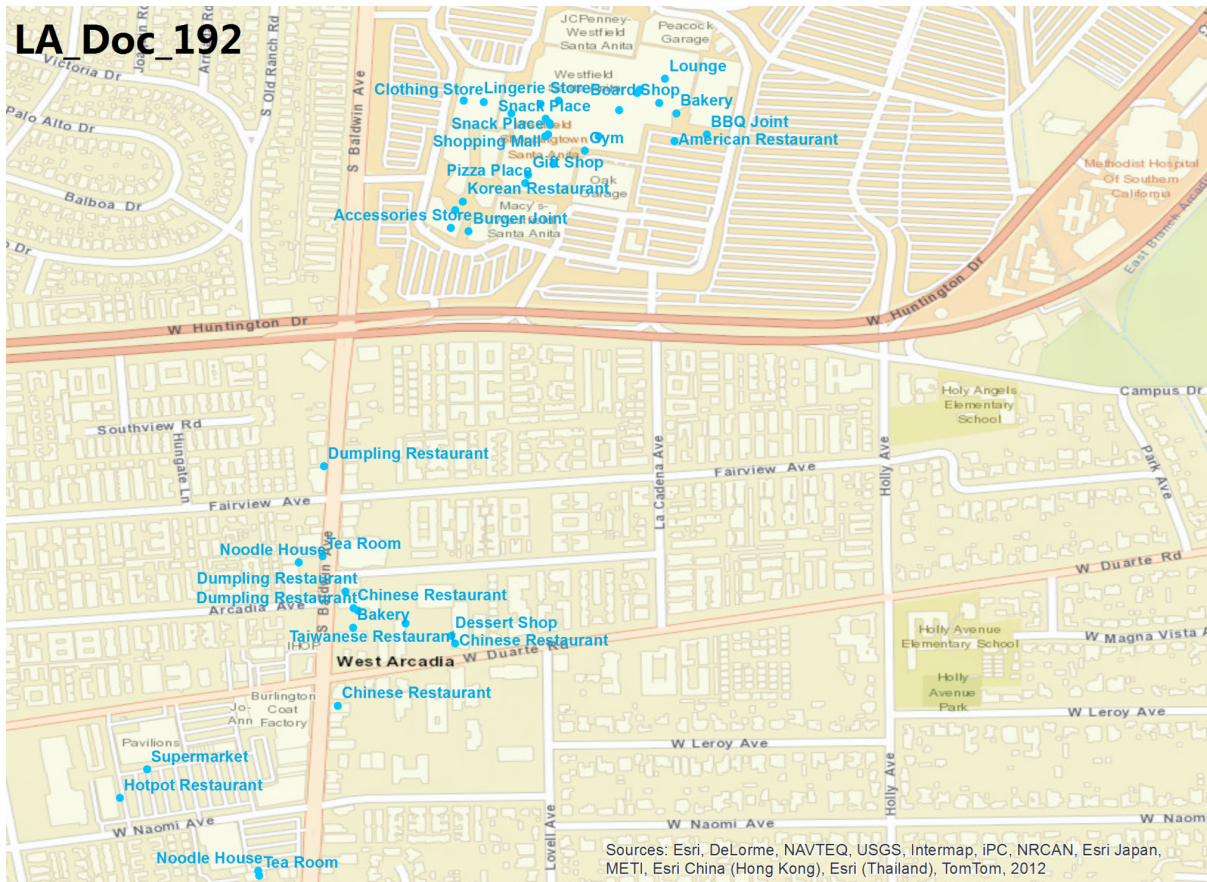 LA_Doc_192
JCPenney-
Westfield
Santa Anita
Peacock
Garage
Victoria Dr
S Old Ranch Rd
S Baldwin Ave
Palo Alto Dr
Balboa Dr
Lounge
Westfield
Clothing Store
Lingerie Store
Board Shop
Snack Place
Bakery
Snack Place
BBQ Joint
Shopping Mall
Gym
American Restaurant
Santa Anita
Gift Shop
Pizza Place
Oak
Garage
Korean Restaurant
Macy's-
Accessories Store
Burger Joint
Santa Anita
Methodist Hospital
Of Southern
California
W Huntington Dr
W Huntington Dr
Campus Dr
Holy Angels
Elementary
School
Southview Rd
Hungate Ln
Dumpling Restaurant
La Cadena Ave
Holly Ave
Park Ave
Fairview Ave
Fairview Ave
Tea Room
Noodle House
S Baldwin Ave
W Duarte Rd
Dumpling Restaurant
Dumpling Restaurant
Chinese Restaurant
Arcadia Ave
Bakery
Dessert Shop
Taiwanese Restaurant
Chinese Restaurant
IHOP
West Arcadia
W Duarte Rd
Holly Avenue
Elementary School
W Magna Vista
Holly
Avenue
Park
Chinese Restaurant
Burlington
Coat
Factory
Jo-
Ann
W Leroy Ave
W Leroy Ave
Pavilions
Supermarket
Hotpot Restaurant
Holly Ave
Lovell Ave
W Naomi Ave
W Naomi Ave
W Naom
Noodle House
Tea Room
Sources: Esri, DeLorme, NAVTEQ, USGS, Intermap, iPC, NRCAN, Esri Japan,
METI, Esri China (Hong Kong), Esri (Thailand), TomTom, 2012